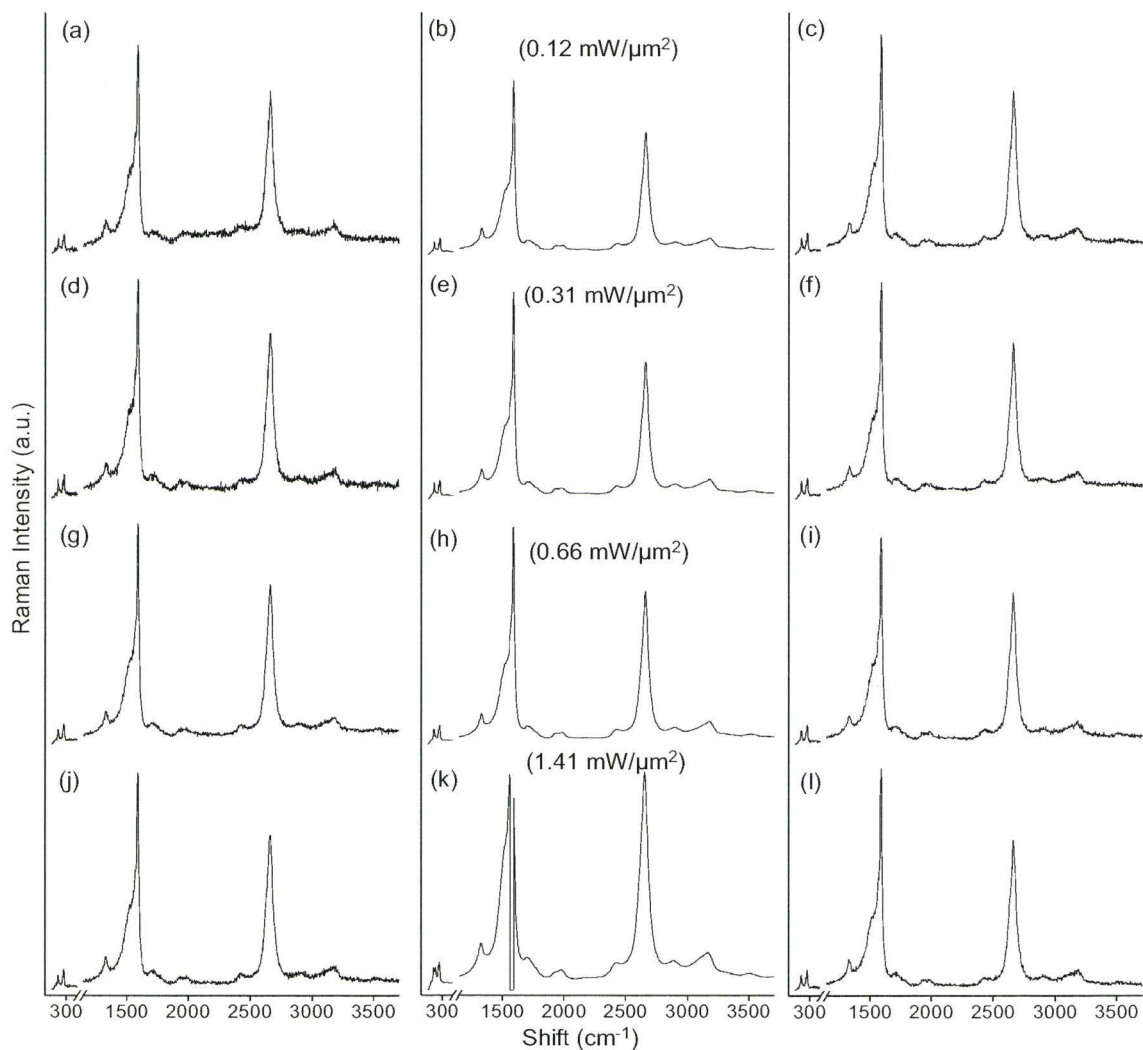 (a) (b) (c)
(0.12 mW/µm²)
(d) (e) (f)
(0.31 mW/µm²)
(g) (h) (i)
(0.66 mW/µm²)
(j) (k) (l)
(1.41 mW/µm²)
Raman Intensity (a.u.)
300 1500 2000 2500 3000 3500 300 1500 2000 2500 3000 3500 300 1500 2000 2500 3000 3500
Shift (cm⁻¹)